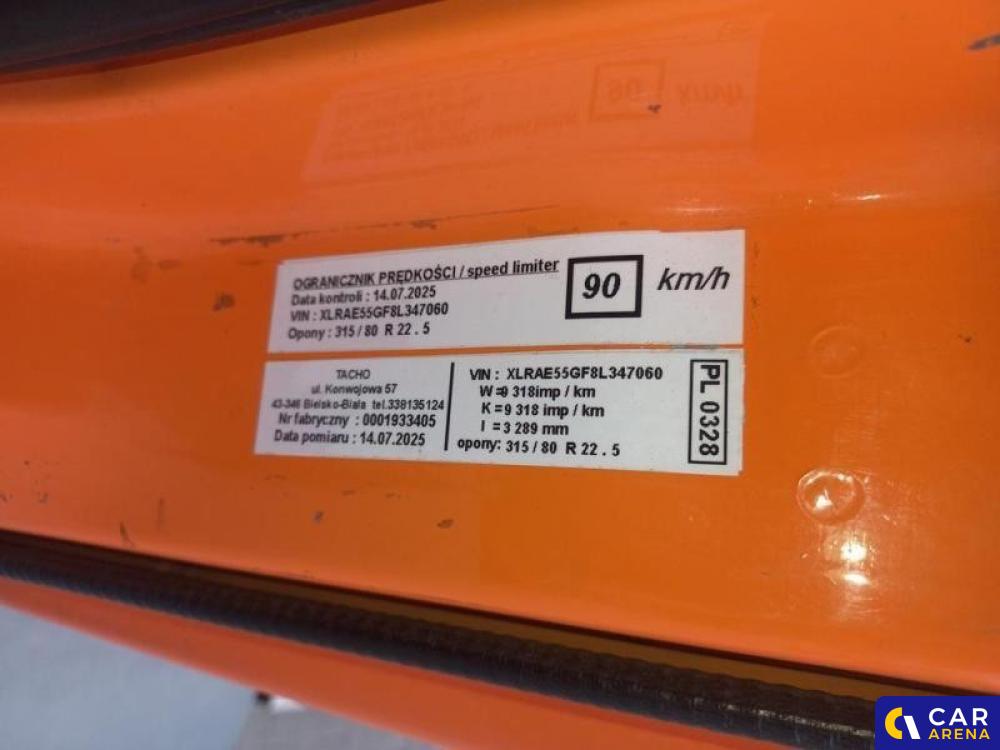 OGRANICZNIK PRĘDKOŚCI / speed limiter
Data kontroli : 14.07.2025
VIN : XLRAE55GF8L347060
Opony : 315 / 80 R 22 . 5
90 km/h
TACHO
ul. Konwojowa 57
43-346 Bielsko-Biała tel.338135124
Nr fabryczny : 0001933405
Data pomiaru : 14.07.2025
VIN : XLRAE55GF8L347060
W=9 318imp / km
K=9 318 imp / km
l = 3 289 mm
opony: 315 / 80 R 22 . 5
PL 0328
CAR
ARENA